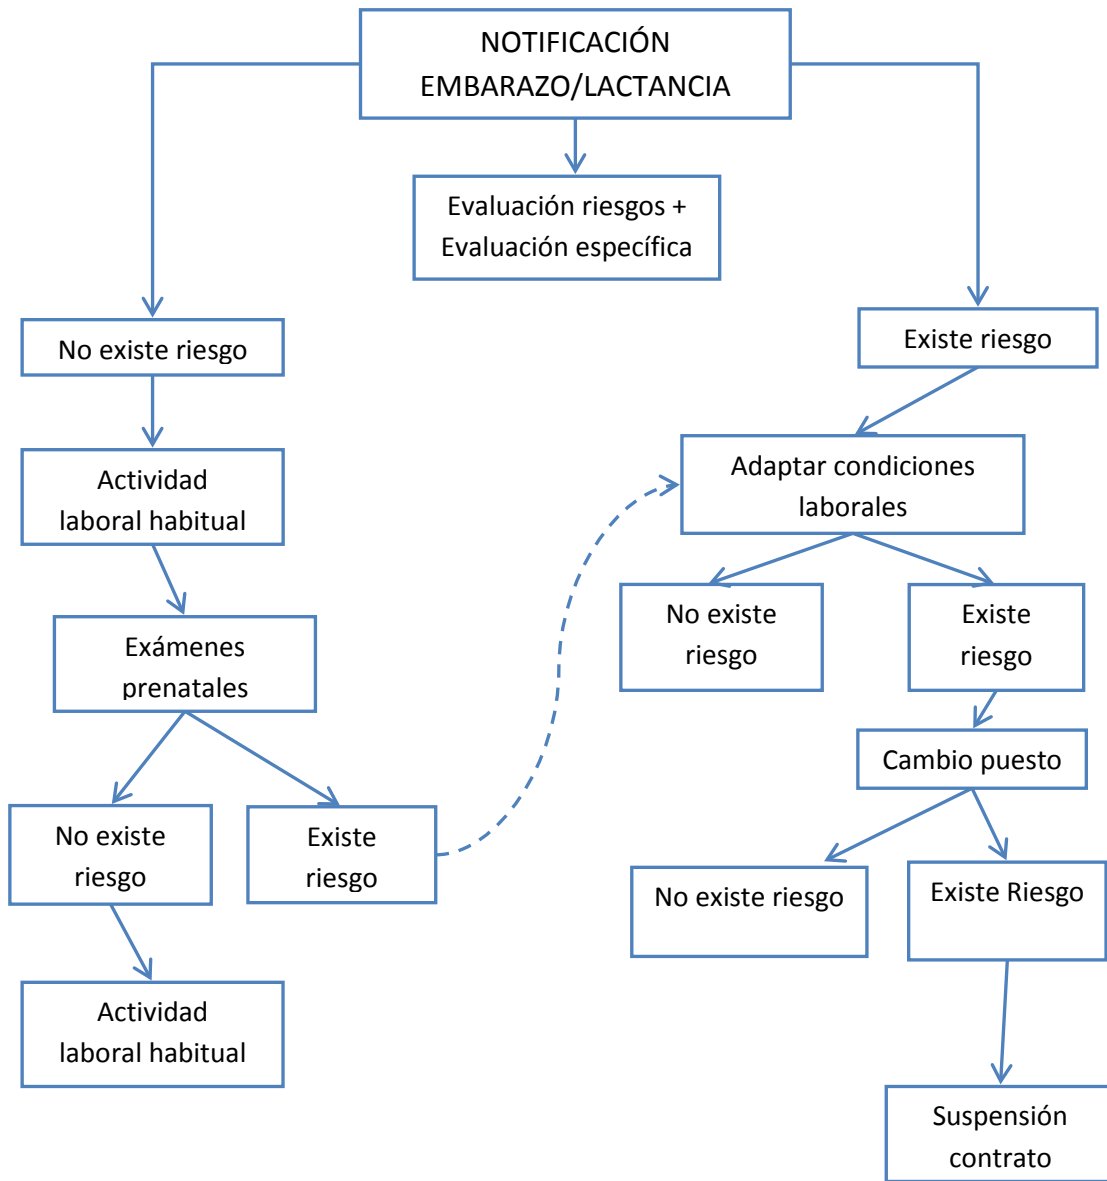 NOTIFICACIÓN
EMBARAZO/LACTANCIA
Evaluación riesgos +
Evaluación específica
No existe riesgo
Existe riesgo
Actividad
laboral habitual
Adaptar condiciones
laborales
Exámenes
prenatales
No existe
riesgo
Existe
riesgo
Cambio puesto
No existe
riesgo
Existe
riesgo
No existe riesgo
Existe Riesgo
Actividad
laboral habitual
Suspensión
contrato